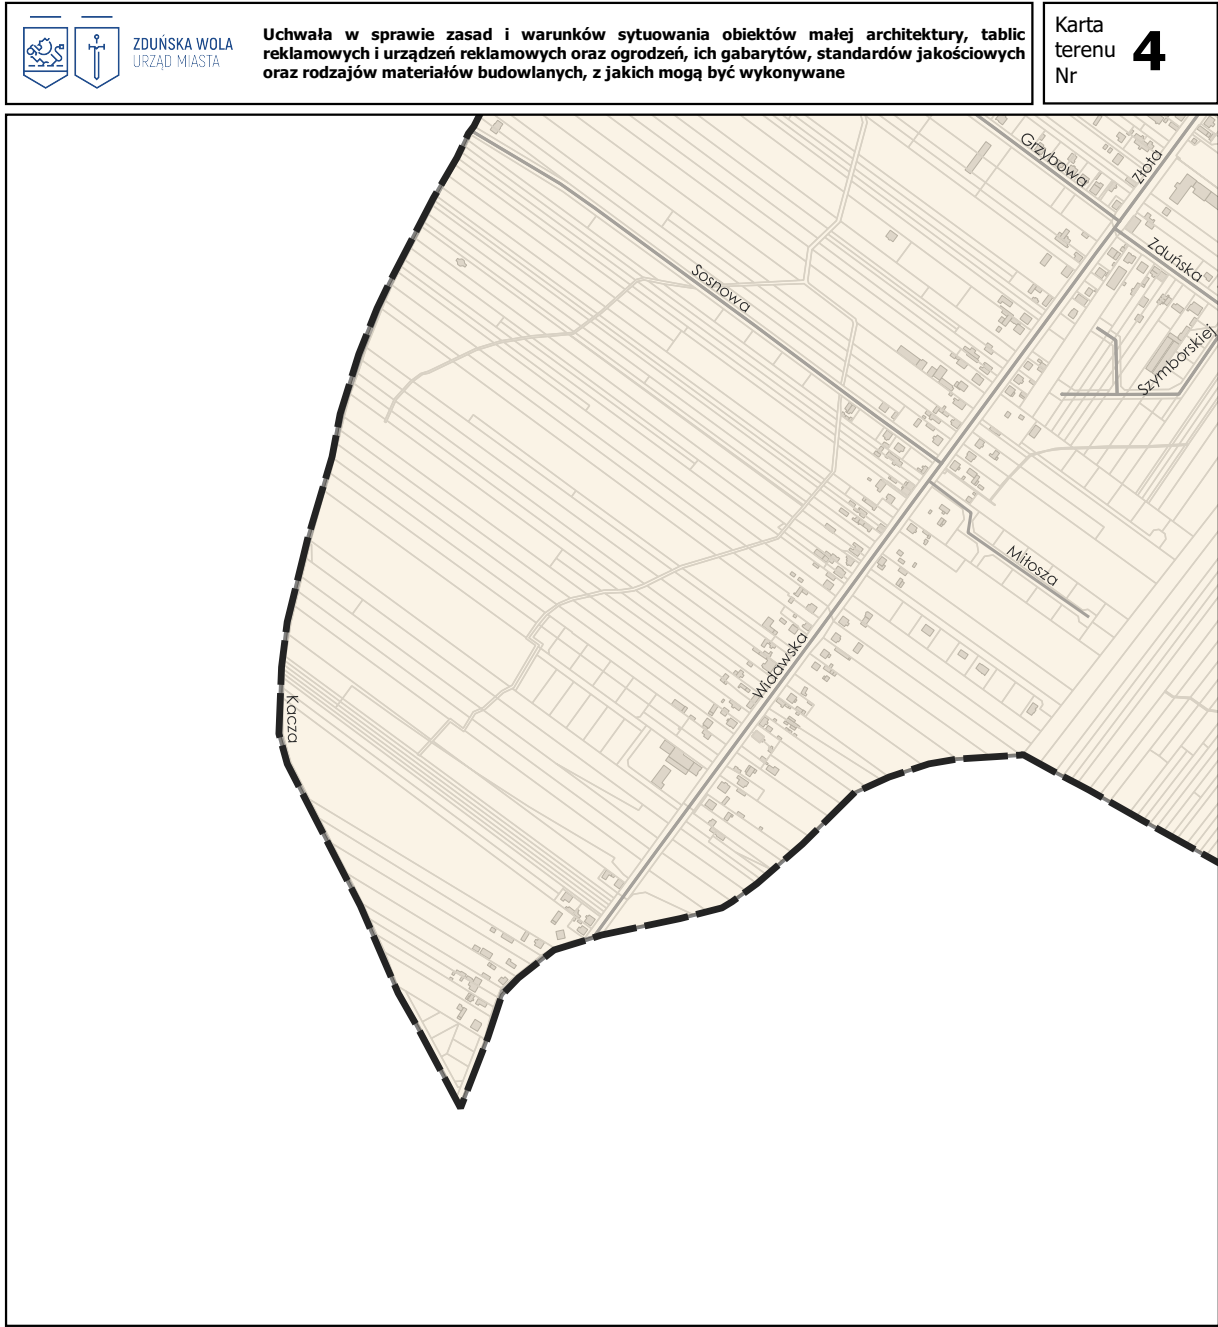 ZDUŃSKA WOLA
URZĄD MIASTA
Uchwała w sprawie zasad i warunków sytuowania obiektów małej architektury, tablic
reklamowych i urządzeń reklamowych oraz ogrodzeń, ich gabarytów, standardów jakościowych
oraz rodzajów materiałów budowlanych, z jakich mogą być wykonywane
Karta
terenu
Nr
4
Grzybowa
Złota
Zduńska
Sosnowa
Szymborskiej
Miłosza
Widawska
Kacza